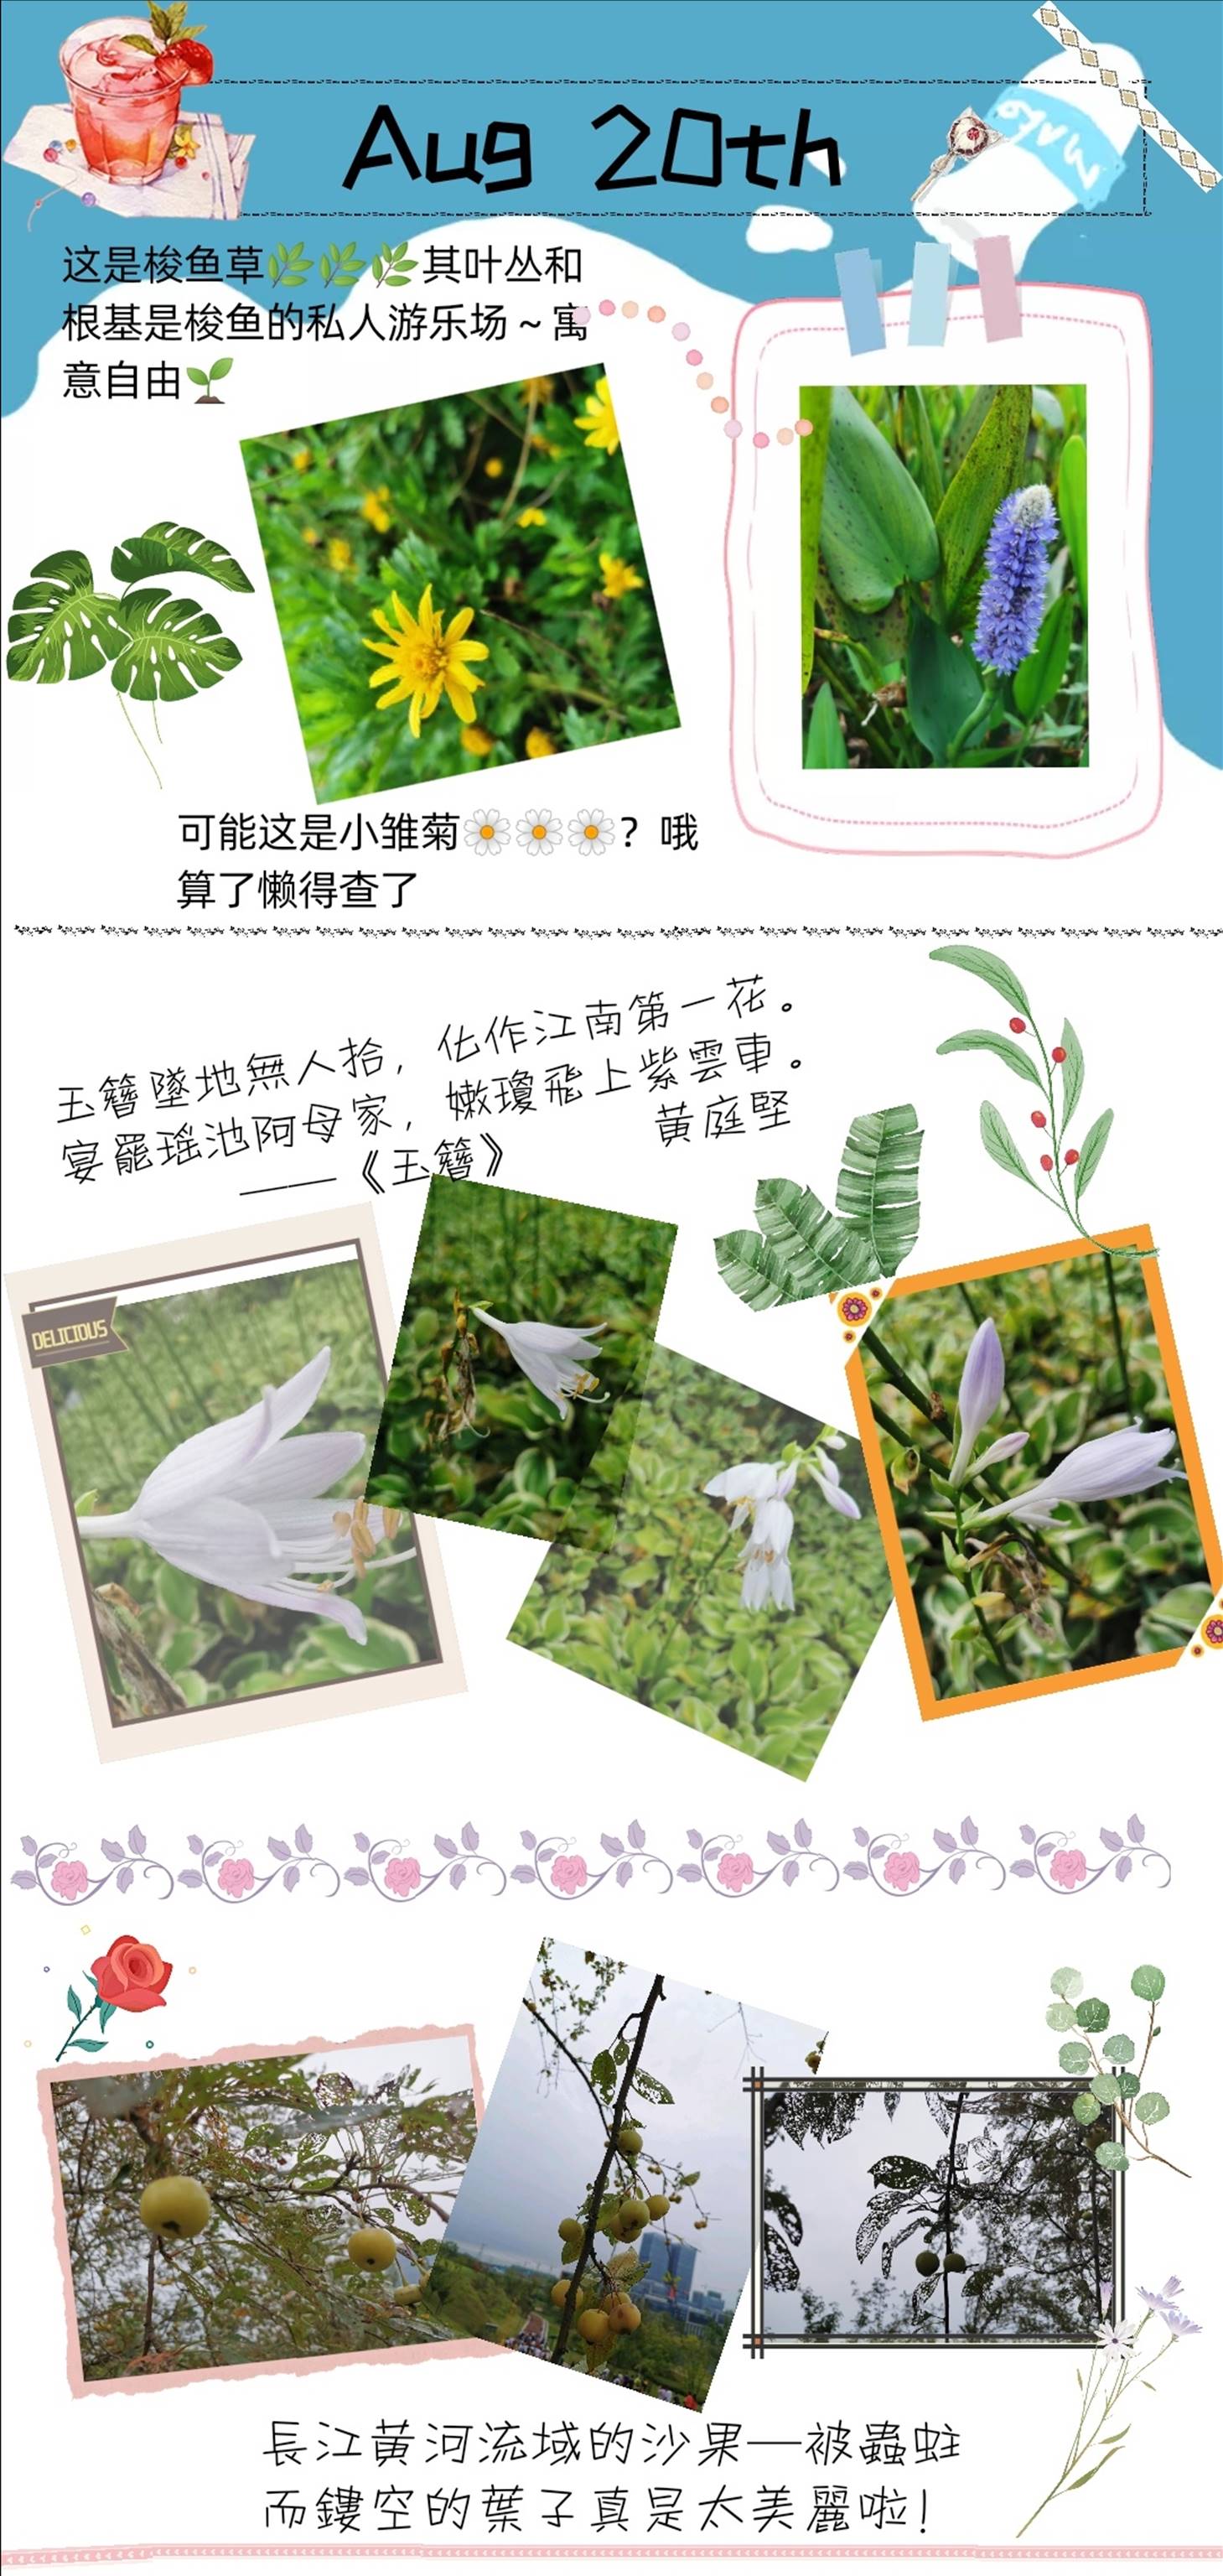 Aug 20th
这是梭鱼草🌿🌿🌿其叶丛和
根基是梭鱼的私人游乐场～寓
意自由🌱
可能这是小雏菊🌼🌼🌼？哦
算了懒得查了
玉簪墜地無人拾，化作江南第一花。
宴罷瑶池阿母家，嫩瓊飛上紫雲車。
——《玉簪》 黃庭堅
DELICIOUS
長江黃河流域的沙果—被蟲蛀
而鏤空的葉子真是太美麗啦！